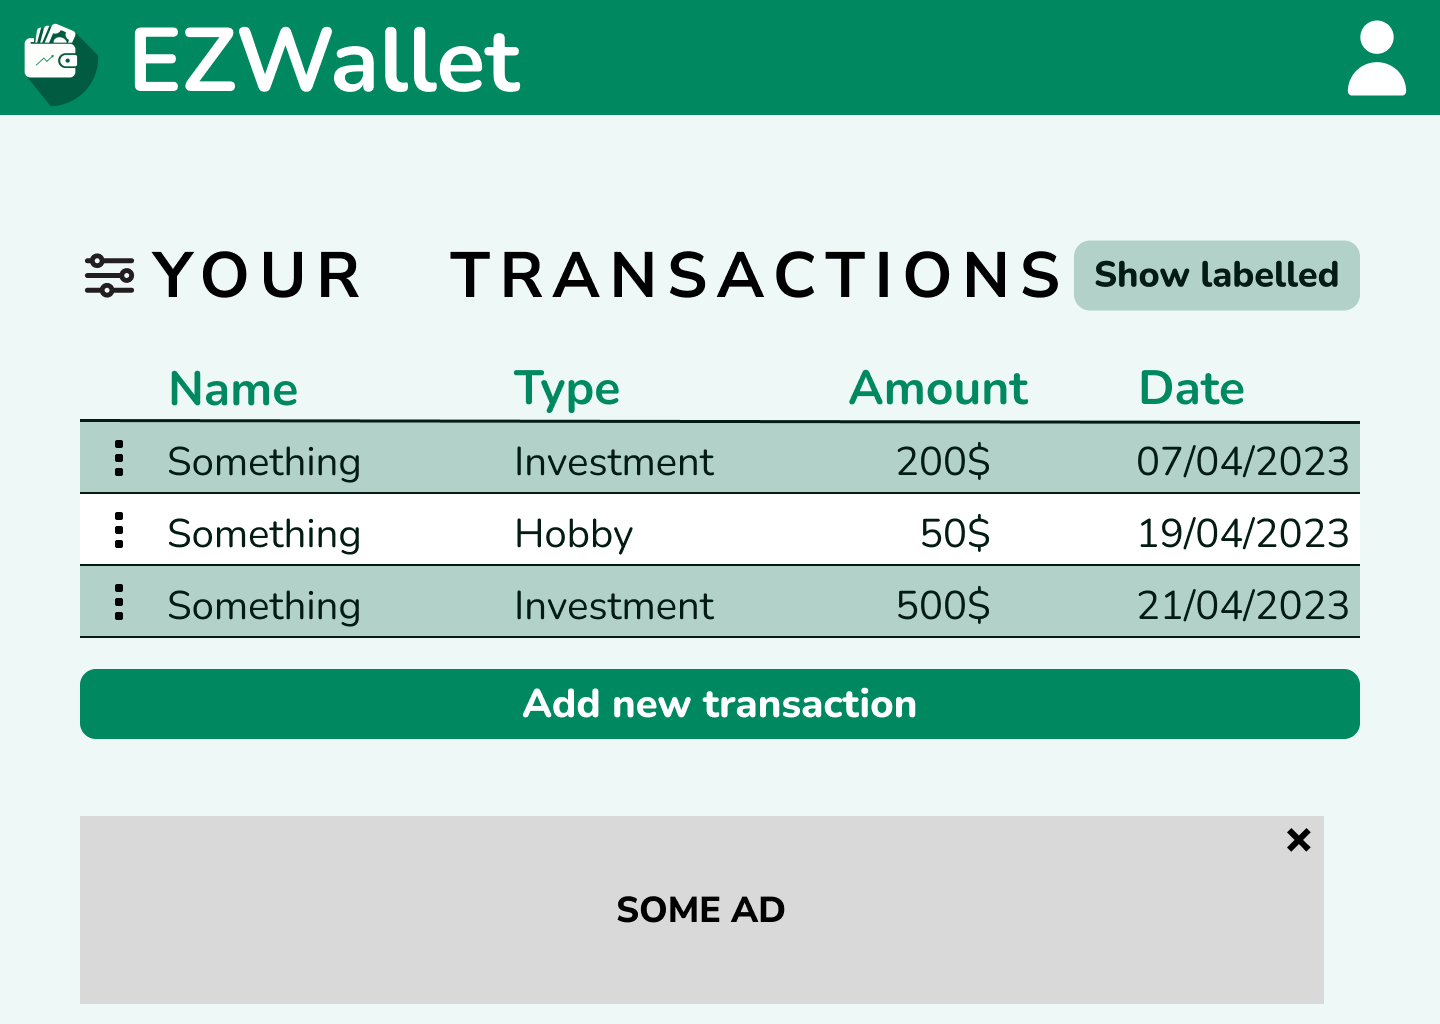 EZWallet
YOUR TRANSACTIONS
Show labelled
Name Type Amount Date
Something Investment 200$ 07/04/2023
Something Hobby 50$ 19/04/2023
Something Investment 500$ 21/04/2023
Add new transaction
SOME AD